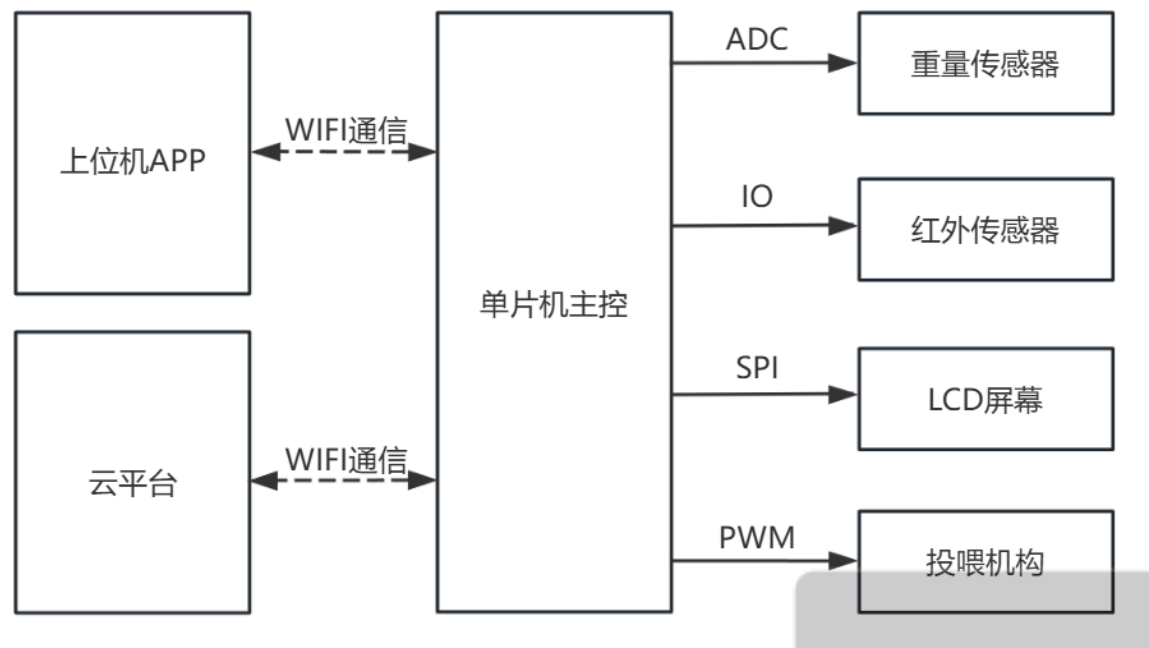 上位机APP
WIFI通信
云平台
WIFI通信
单片机主控
ADC
重量传感器
IO
红外传感器
SPI
LCD屏幕
PWM
投喂机构